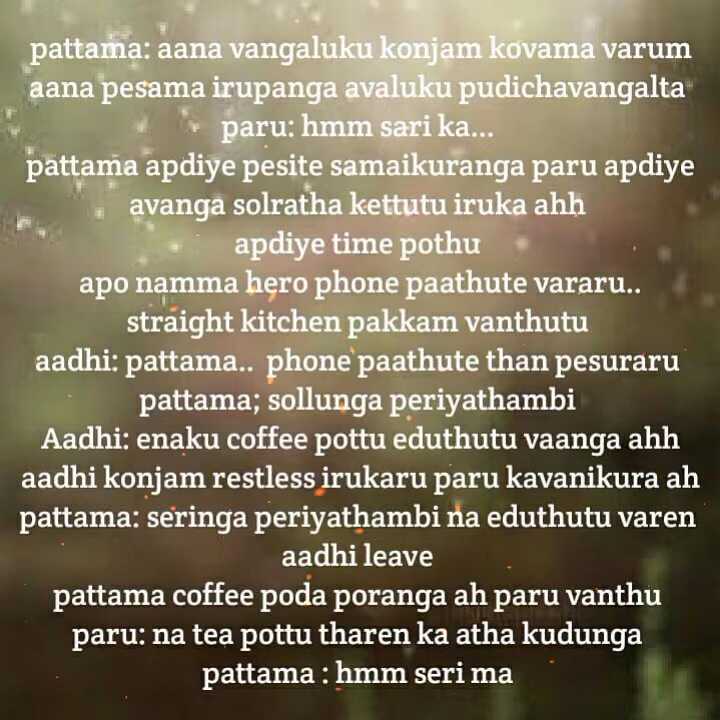 pattama: aana vangaluku konjam kovama varum
aana pesama irupanga avaluku pudichavangalta
paru: hmm sari ka...
pattama apdiye pesite samaikuranga paru apdiye
avanga solratha kettutu iruka ahh
apdiye time pothu
apo namma hero phone paathute vararu..
straight kitchen pakkam vanthutu
aadhi: pattama.. phone paathute than pesuraru
pattama; sollunga periyathambi
Aadhi: enaku coffee pottu eduthutu vaanga ahh
aadhi konjam restless irukaru paru kavanikura ah
pattama: seringa periyathambi na eduthutu varen
aadhi leave
pattama coffee poda poranga ah paru vanthu
paru: na tea pottu tharen ka atha kudunga
pattama : hmm seri ma